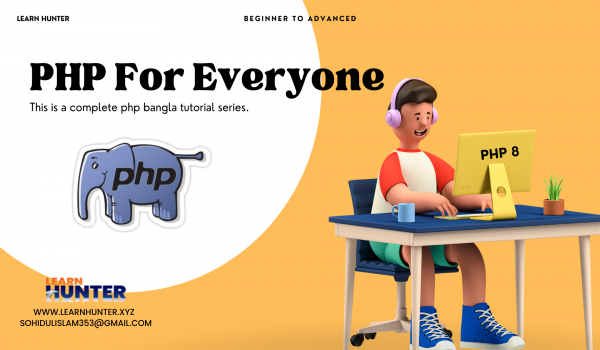 LEARN HUNTER
BEGINNER TO ADVANCED
PHP For Everyone
This is a complete php bangla tutorial series.
php
PHP 8
LEARN
HUNTER
WWW.LEARNHUNTER.XYZ
SOHIDULISLAM353@GMAIL.COM